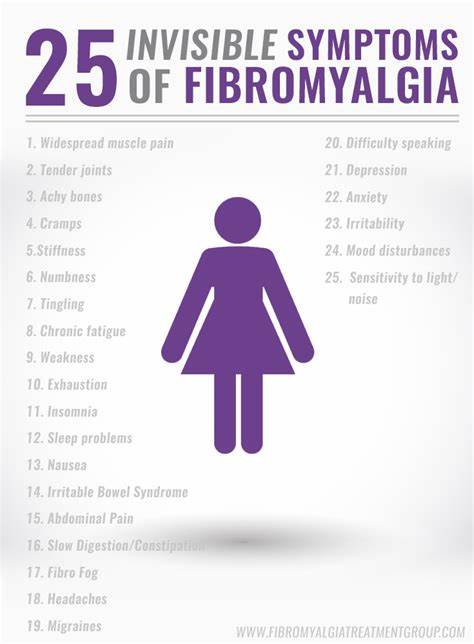 25 INVISIBLE SYMPTOMS
OF FIBROMYALGIA
1. Widespread muscle pain
2. Tender joints
3. Achy bones
4. Cramps
5.Stiffness
6. Numbness
7. Tingling
8. Chronic fatigue
9. Weakness
10. Exhaustion
11. Insomnia
12. Sleep problems
13. Nausea
14. Irritable Bowel Syndrome
15. Abdominal Pain
16. Slow Digestion/Constipation
17. Fibro Fog
18. Headaches
19. Migraines
20. Difficulty speaking
21. Depression
22. Anxiety
23. Irritability
24. Mood disturbances
25. Sensitivity to light/
noise
WWW.FIBROMYALGIATREATMENTGROUP.COM